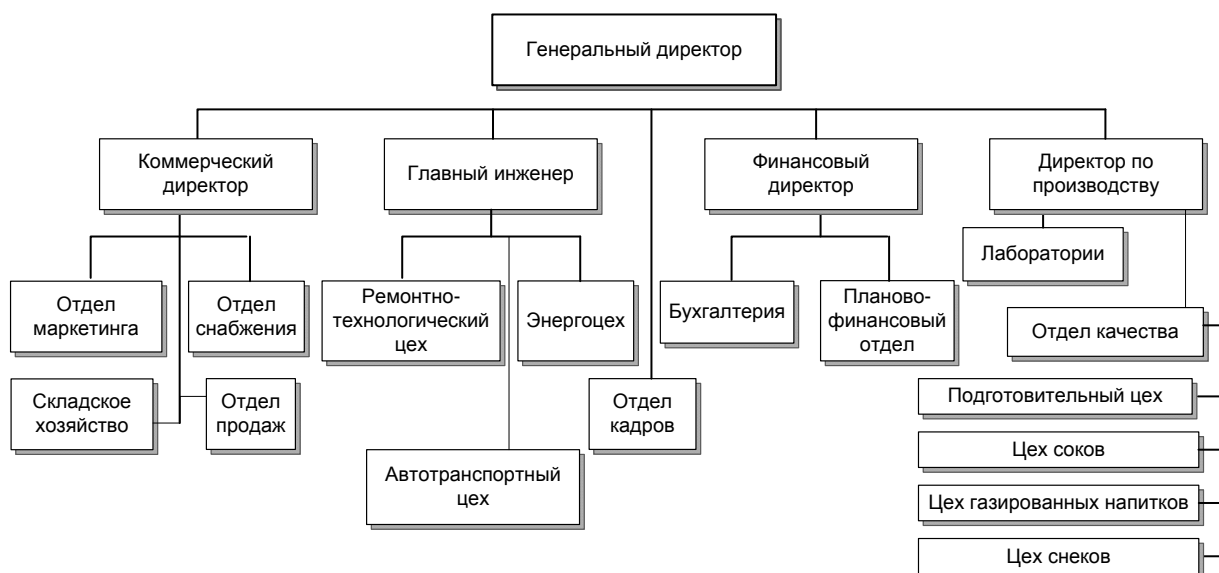 Генеральный директор
Коммерческий
директор
Главный инженер
Финансовый
директор
Директор по
производству
Лаборатории
Отдел
маркетинга
Отдел
снабжения
Ремонтно-
технологический
цех
Энергоцех
Бухгалтерия
Планово-
финансовый
отдел
Отдел качества
Складское
хозяйство
Отдел
продаж
Отдел
кадров
Подготовительный цех
Автотранспортный
цех
Цех соков
Цех газированных напитков
Цех снеков